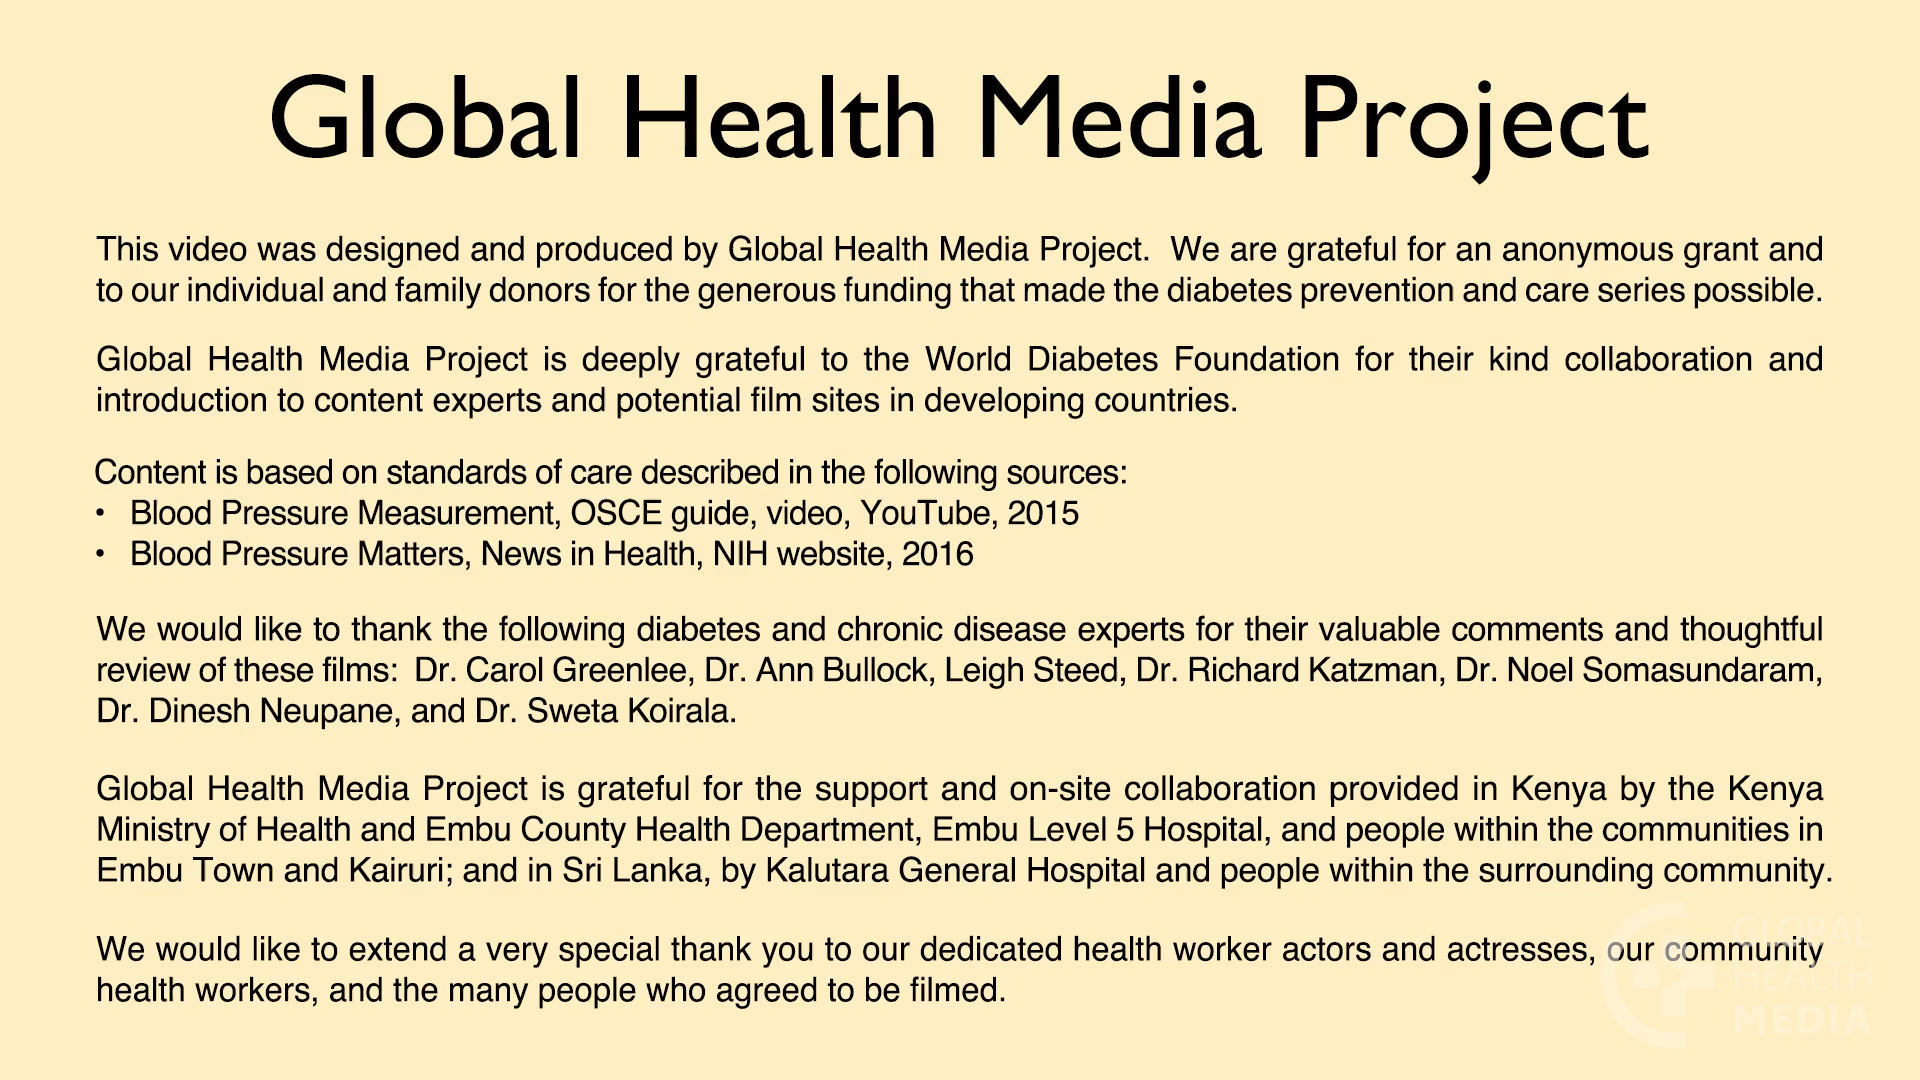 Global Health Media Project
This video was designed and produced by Global Health Media Project.  We are grateful for an anonymous grant and
to our individual and family donors for the generous funding that made the diabetes prevention and care series possible.
Global Health Media Project is deeply grateful to the World Diabetes Foundation for their kind collaboration and
introduction to content experts and potential film sites in developing countries.
Content is based on standards of care described in the following sources:
• Blood Pressure Measurement, OSCE guide, video, YouTube, 2015
• Blood Pressure Matters, News in Health, NIH website, 2016
We would like to thank the following diabetes and chronic disease experts for their valuable comments and thoughtful
review of these films:  Dr. Carol Greenlee, Dr. Ann Bullock, Leigh Steed, Dr. Richard Katzman, Dr. Noel Somasundaram,
Dr. Dinesh Neupane, and Dr. Sweta Koirala.
Global Health Media Project is grateful for the support and on-site collaboration provided in Kenya by the Kenya
Ministry of Health and Embu County Health Department, Embu Level 5 Hospital, and people within the communities in
Embu Town and Kairuri; and in Sri Lanka, by Kalutara General Hospital and people within the surrounding community.
We would like to extend a very special thank you to our dedicated health worker actors and actresses, our community
health workers, and the many people who agreed to be filmed.
GLOBAL
HEALTH
MEDIA